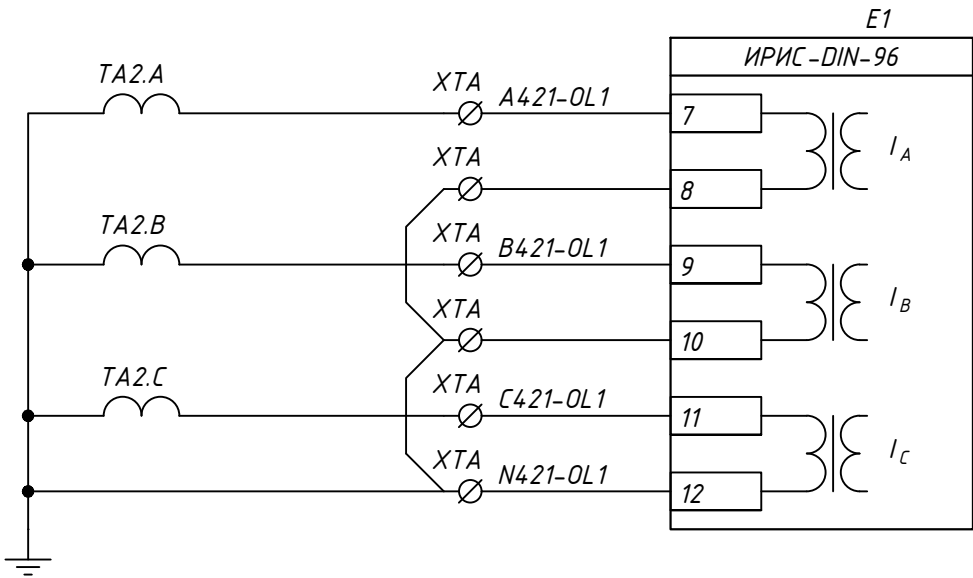 E1
ИРИС-DIN-96
TA2.A
XTA
A421-OL1
7
I A
XTA
8
TA2.B
XTA
B421-OL1
9
I B
XTA
10
TA2.C
XTA
C421-OL1
11
I C
XTA
N421-OL1
12